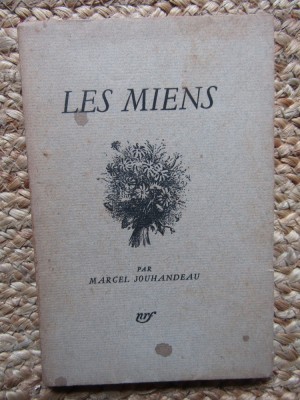 LES MIENS
PAR
MARCEL JOUHANDEAU
nrf